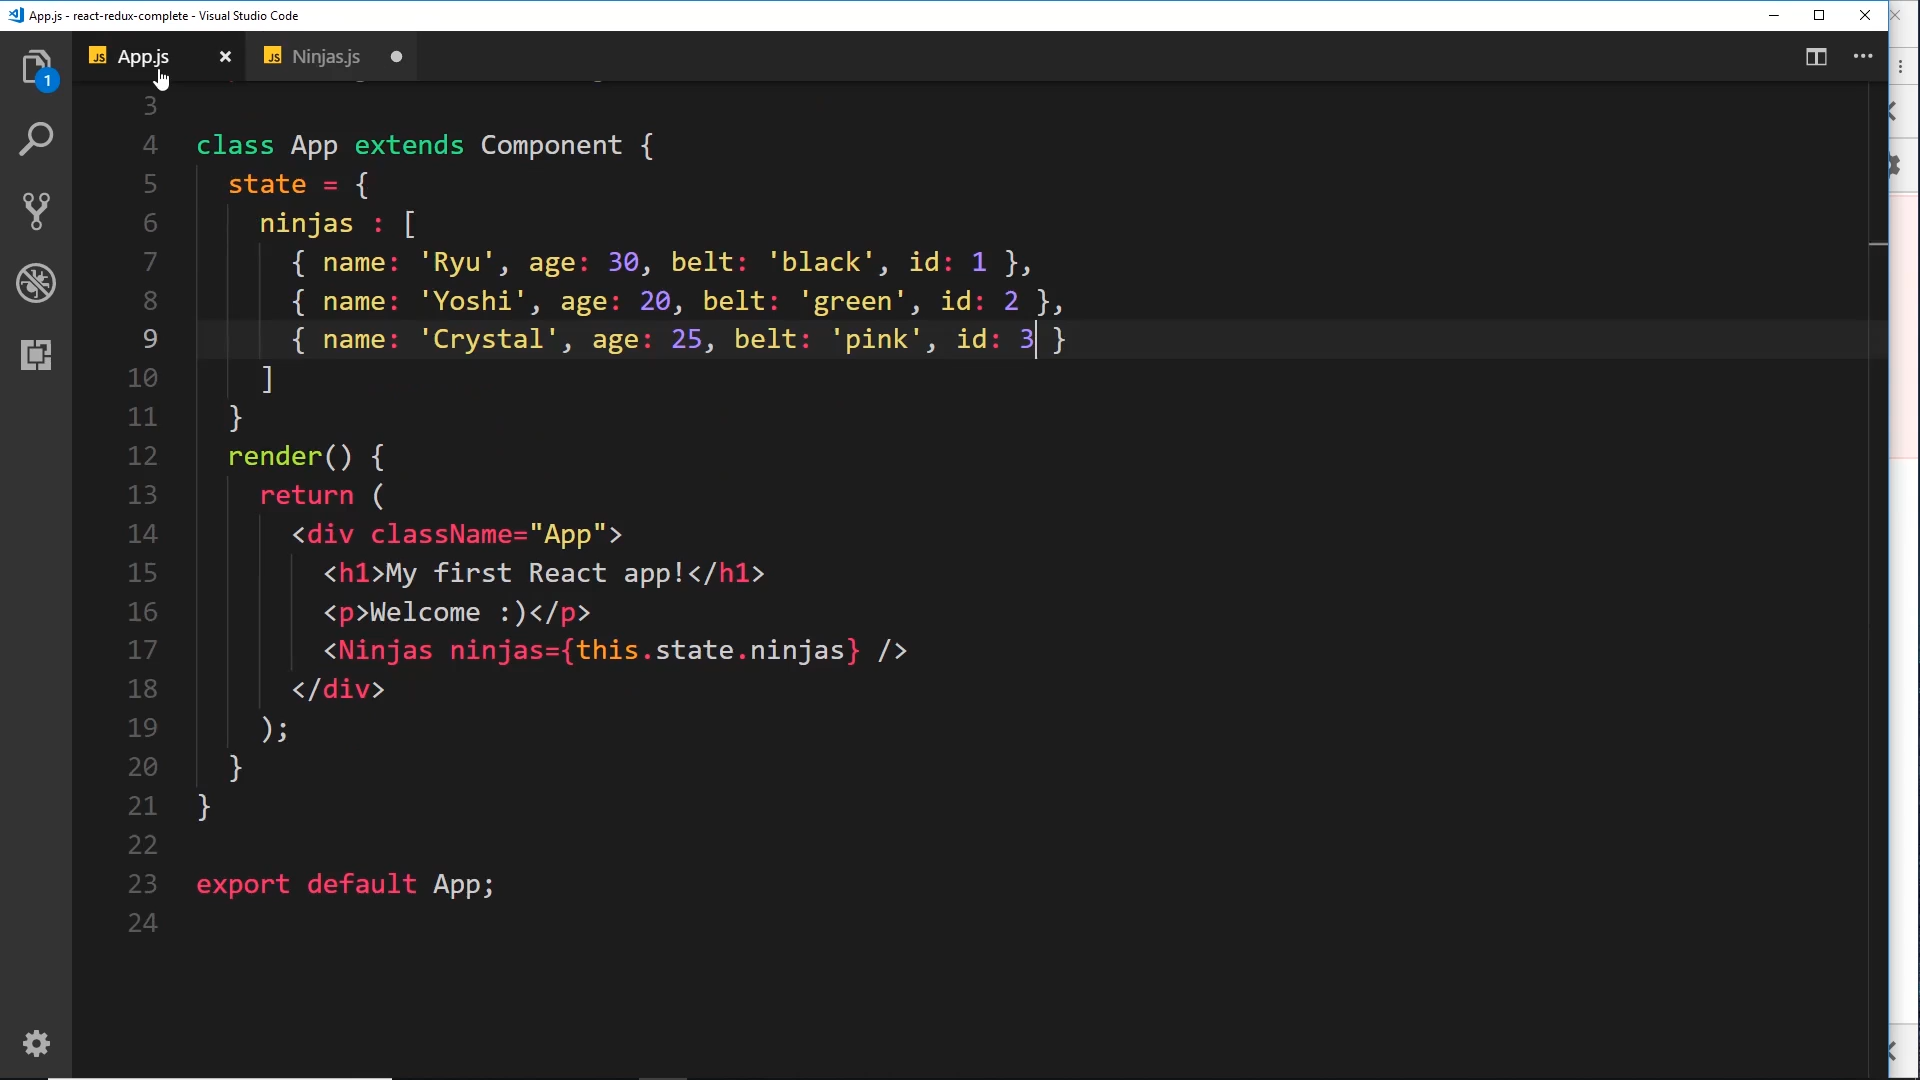 App.js - react-redux-complete - Visual Studio Code
JS App.js JS Ninjas.js
1
3
4 class App extends Component {
5 state = {
6 ninjas : [
7 { name: 'Ryu', age: 30, belt: 'black', id: 1 },
8 { name: 'Yoshi', age: 20, belt: 'green', id: 2 },
9 { name: 'Crystal', age: 25, belt: 'pink', id: 3 }
10 ]
11 }
12 render() {
13 return (
14 <div className="App">
15 <h1>My first React app!</h1>
16 <p>Welcome :)</p>
17 <Ninjas ninjas={this.state.ninjas} />
18 </div>
19 );
20 }
21 }
22
23 export default App;
24